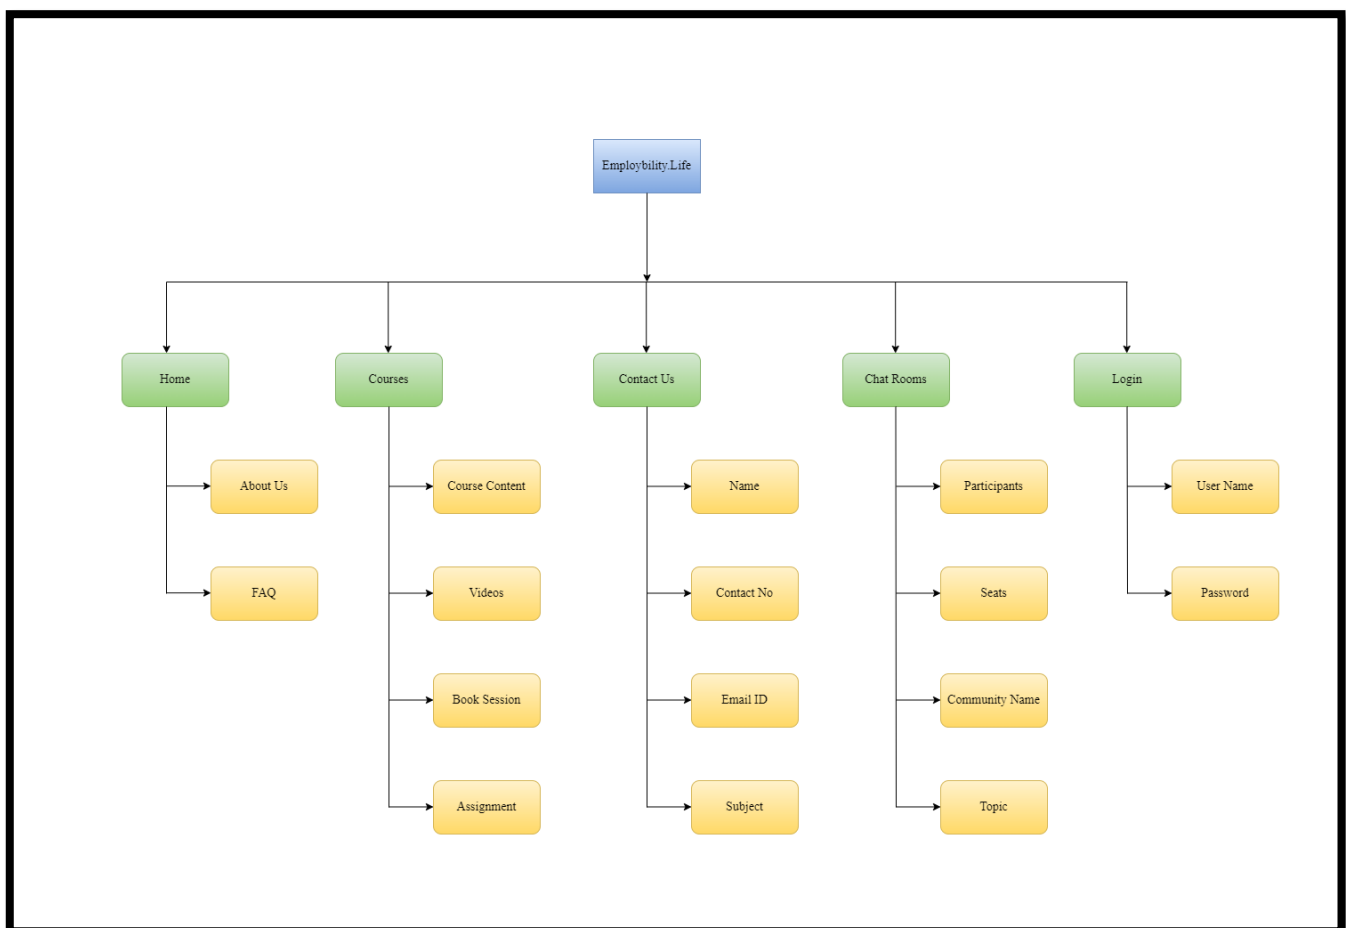 Employbility.Life
Home
Courses
Contact Us
Chat Rooms
Login
About Us
Course Content
Name
Participants
User Name
FAQ
Videos
Contact No
Seats
Password
Book Session
Email ID
Community Name
Assignment
Subject
Topic